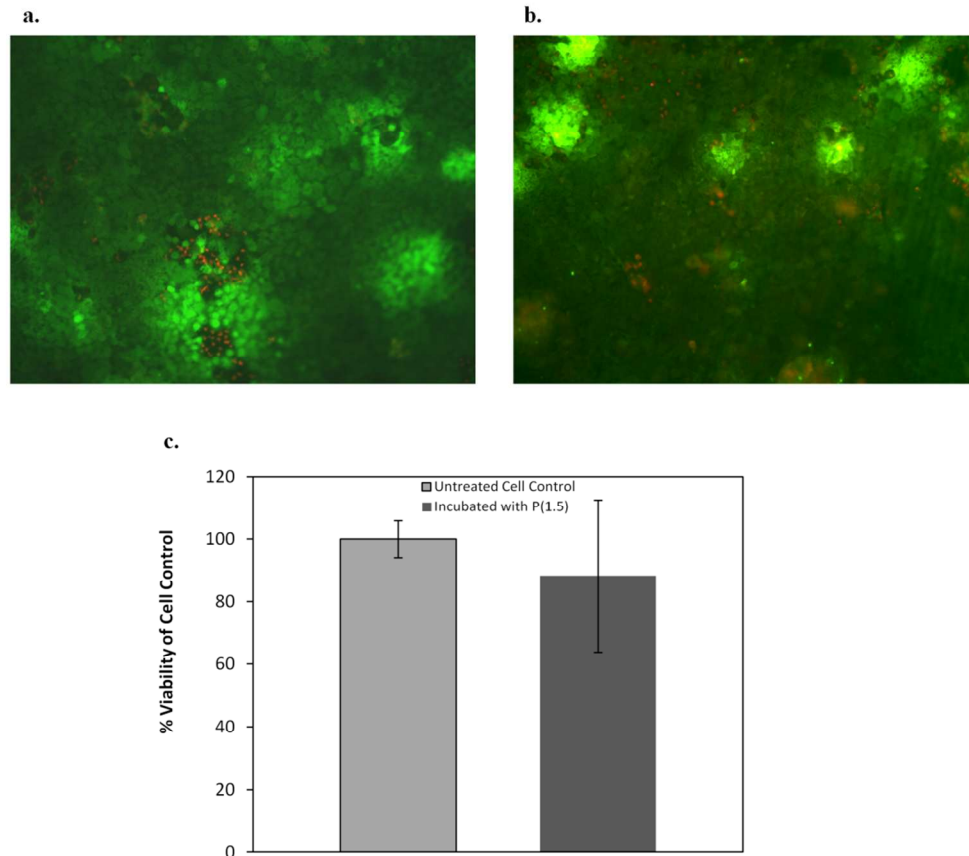 a.
b.
c.
120
100
80
60
40
20
0
% Viability of Cell Control
Untreated Cell Control
Incubated with P(1.5)